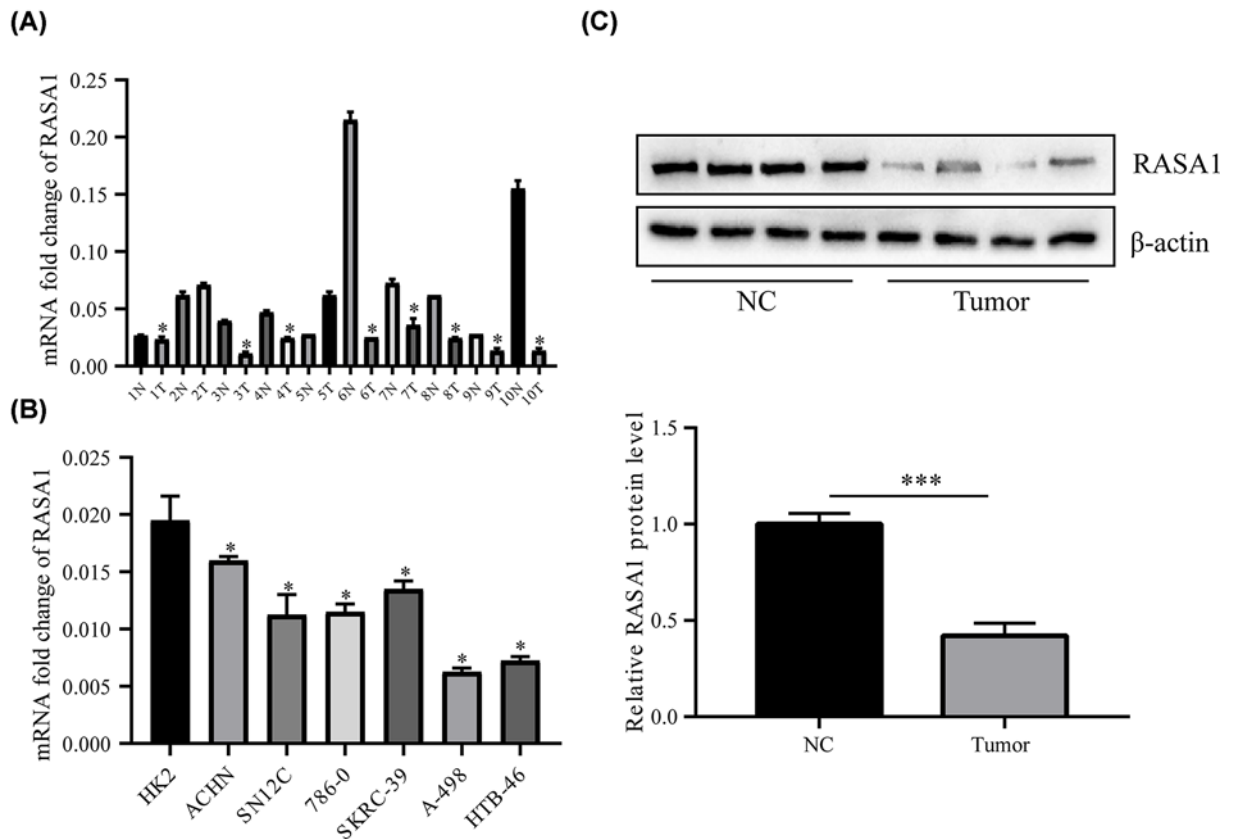 (A)
mRNA fold change of RASA1
0.25
0.20
0.15
0.10
0.05
0.00
* * * * * * * *
1N 1T 2N 2T 3N 3T 4N 4T 5N 5T 6N 6T 7N 7T 8N 8T 9N 9T 10N 10T
(B)
mRNA fold change of RASA1
0.025
0.020
0.015
0.010
0.005
0.000
* * * * * *
HK2 ACHN SN12C 786-0 SKRC-39 A-498 HTB-46
(C)
RASA1
β-actin
NC Tumor
Relative RASA1 protein level
1.5
1.0
0.5
0.0
***
NC Tumor